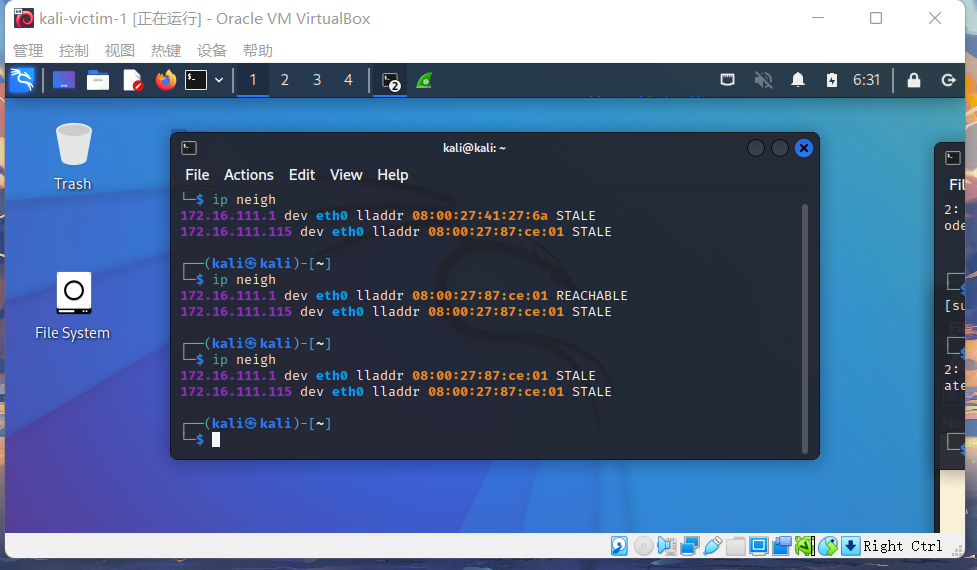 kali-victim-1 [正在运行] - Oracle VM VirtualBox
管理 控制 视图 热键 设备 帮助
1 2 3 4 2 6:31
Trash
File System
kali@kali: ~
File Actions Edit View Help
└─$ ip neigh
172.16.111.1 dev eth0 lladdr 08:00:27:41:27:6a STALE
172.16.111.115 dev eth0 lladdr 08:00:27:87:ce:01 STALE
┌──(kali㉿kali)-[~]
└─$ ip neigh
172.16.111.1 dev eth0 lladdr 08:00:27:87:ce:01 REACHABLE
172.16.111.115 dev eth0 lladdr 08:00:27:87:ce:01 STALE
┌──(kali㉿kali)-[~]
└─$ ip neigh
172.16.111.1 dev eth0 lladdr 08:00:27:87:ce:01 STALE
172.16.111.115 dev eth0 lladdr 08:00:27:87:ce:01 STALE
┌──(kali㉿kali)-[~]
└─$
Fil
2:
ode
[su
2:
ate
Right Ctrl